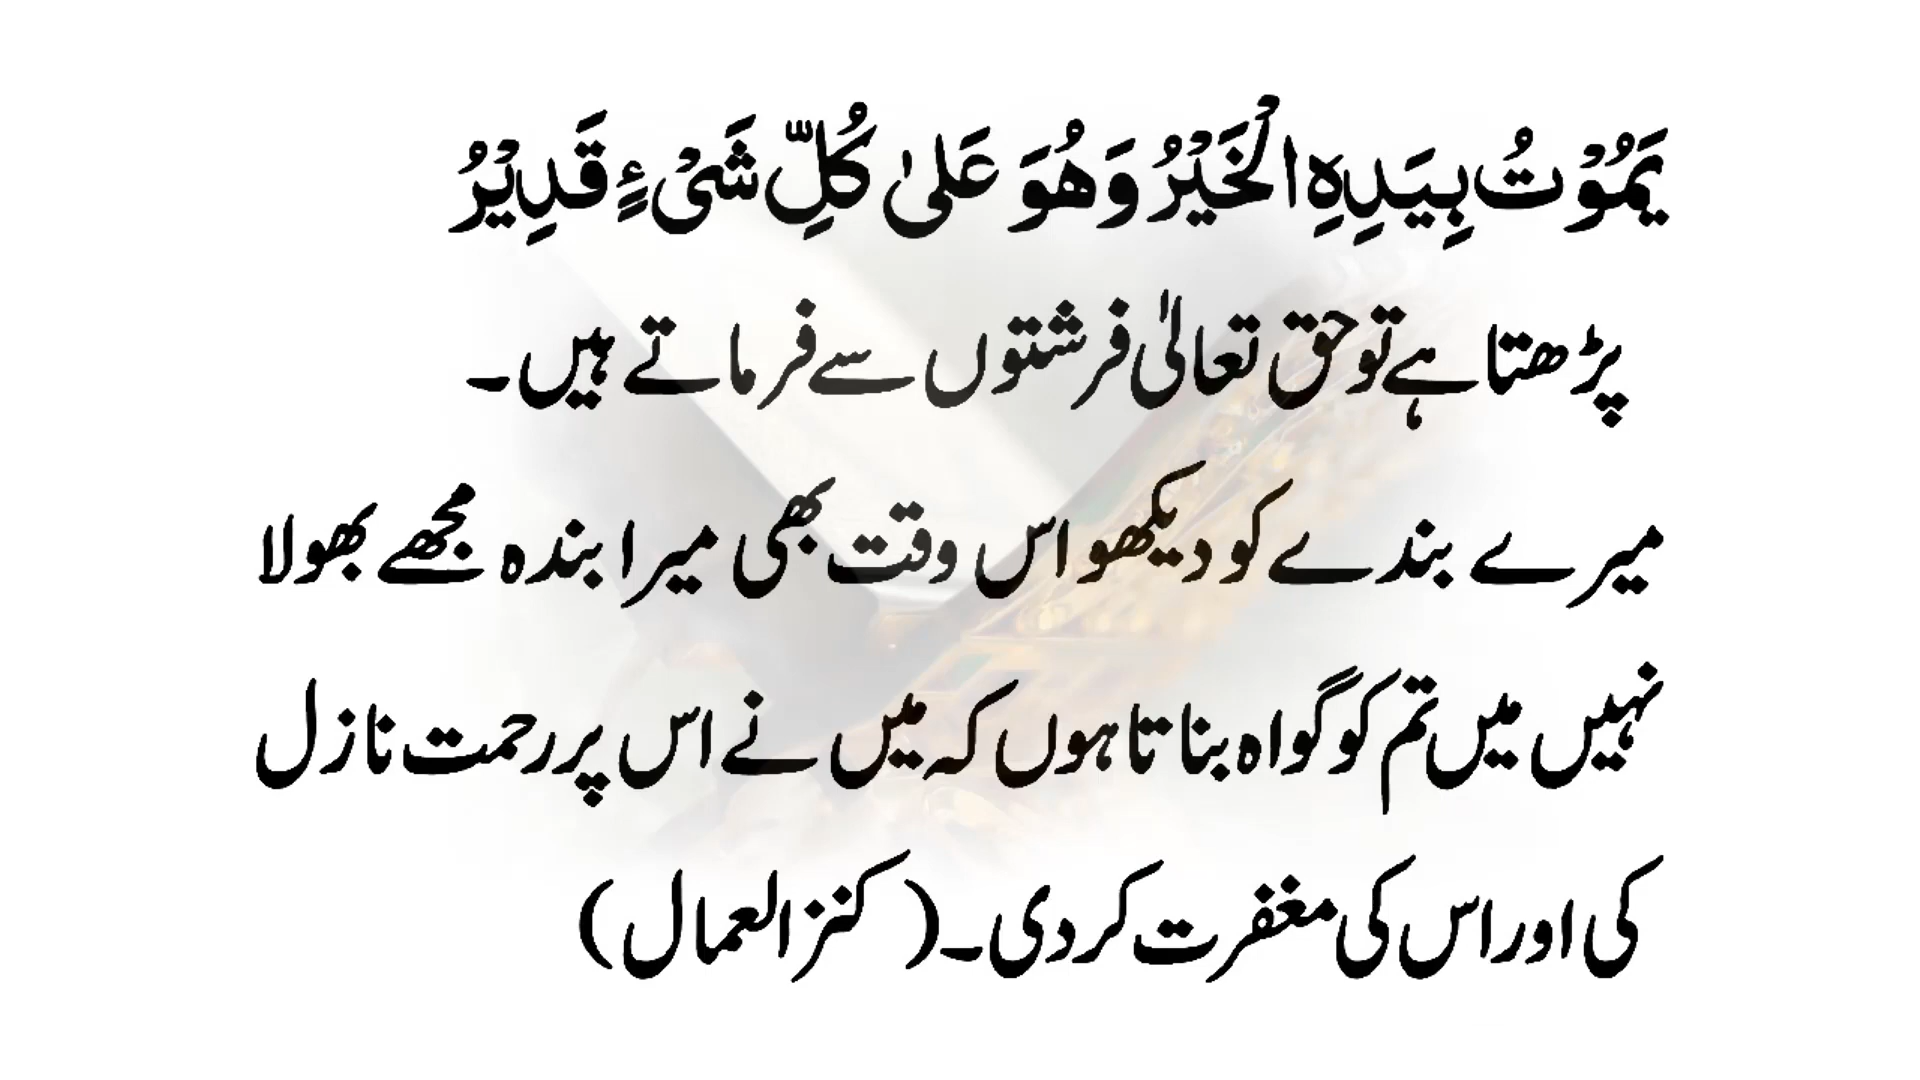 يَمُوْتُ بِيَدِهِ الْخَيْرُ وَهُوَ عَلىٰ كُلِّ شَیْءٍ قَدِيْرُ
پڑھتا ہے تو حق تعالیٰ فرشتوں سے فرماتے ہیں۔
میرے بندے کو دیکھو اس وقت بھی میرا بندہ مجھے بھولا
نہیں میں تم کو گواہ بناتا ہوں کہ میں نے اس پر رحمت نازل
کی اور اس کی مغفرت کر دی۔ (کنز العمال)